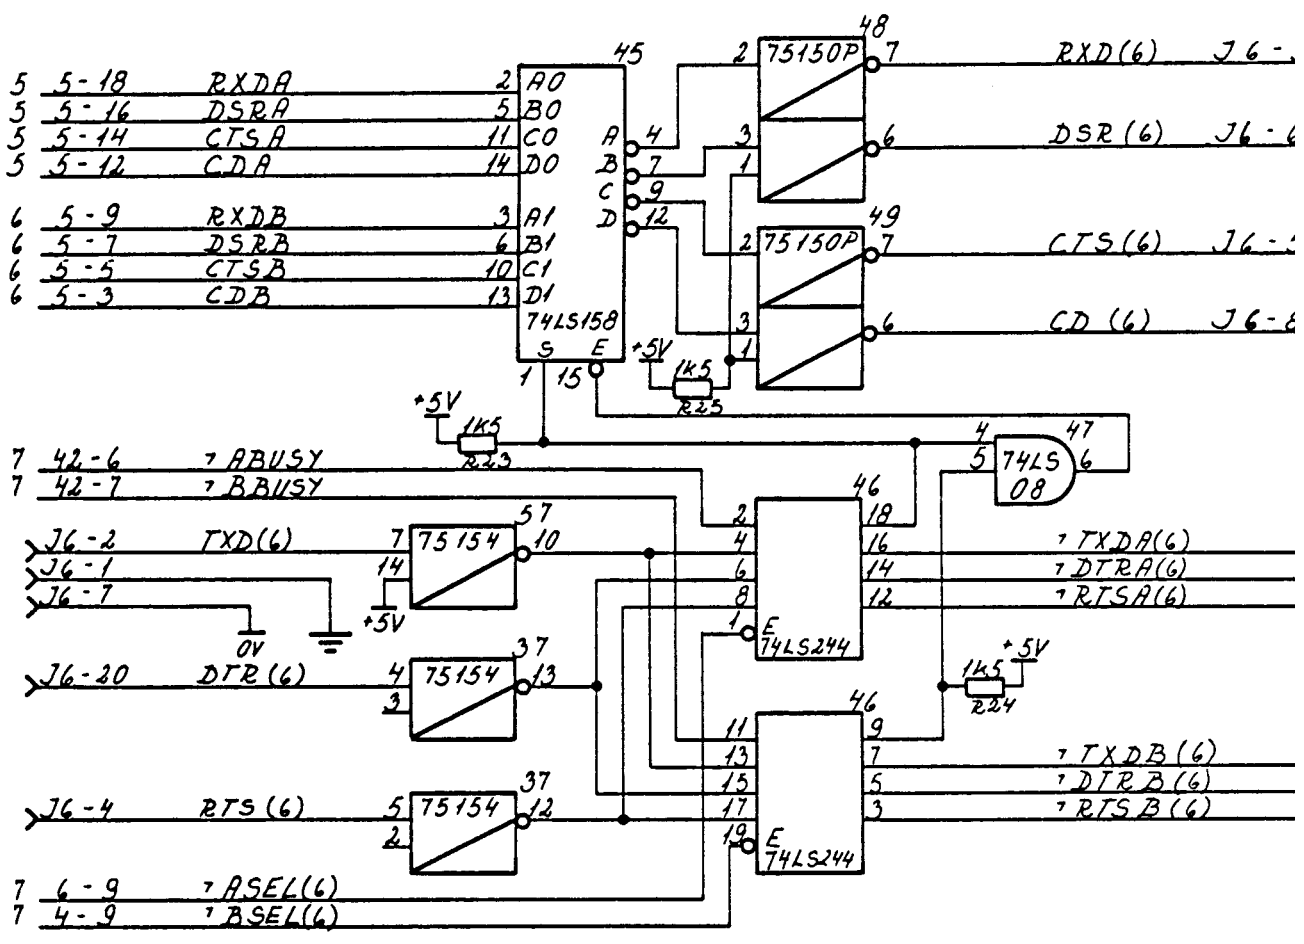 48
45
2 75150P 7 RXD(6) J6-3
5 5-18 RXDA 2 A0
5 5-16 DSRA 5 B0
5 5-14 CTSA 11 C0 A 4
3 6 DSR(6) J6-6
5 5-12 CDA 14 D0 B 7
1
C 9
6 5-9 RXDB 3 A1 D 12
49
6 5-7 DSRB 6 B1
2 75150P 7 CTS(6) J6-5
6 5-5 CTSB 10 C1
6 5-3 CDB 13 D1
74LS158
3 6 CD (6) J6-8
S E +5V 1
1 15 1K5
R25
+5V
1K5
R23
4 47
5 74LS 6
08
7 42-6 ¬ ABUSY
7 42-7 ¬ BBUSY
46
57
2 18
J6-2 TXD(6) 7 75154 10
4 16 ¬ TXDA(6)
J6-1 14
6 14 ¬ DTRA(6)
J6-7 +5V
8 12 ¬ RTSA(6)
0V
1 E
74LS244
37
J6-20 DTR(6) 4 75154 13
3
+5V
1K5
R24
46
11 9
13 7 ¬ TXDB(6)
15 5 ¬ DTRB(6)
37
J6-4 RTS(6) 5 75154 12
17 3 ¬ RTSB(6)
2
19 E
74LS244
7 6-9 ¬ ASEL(6)
7 4-9 ¬ BSEL(6)